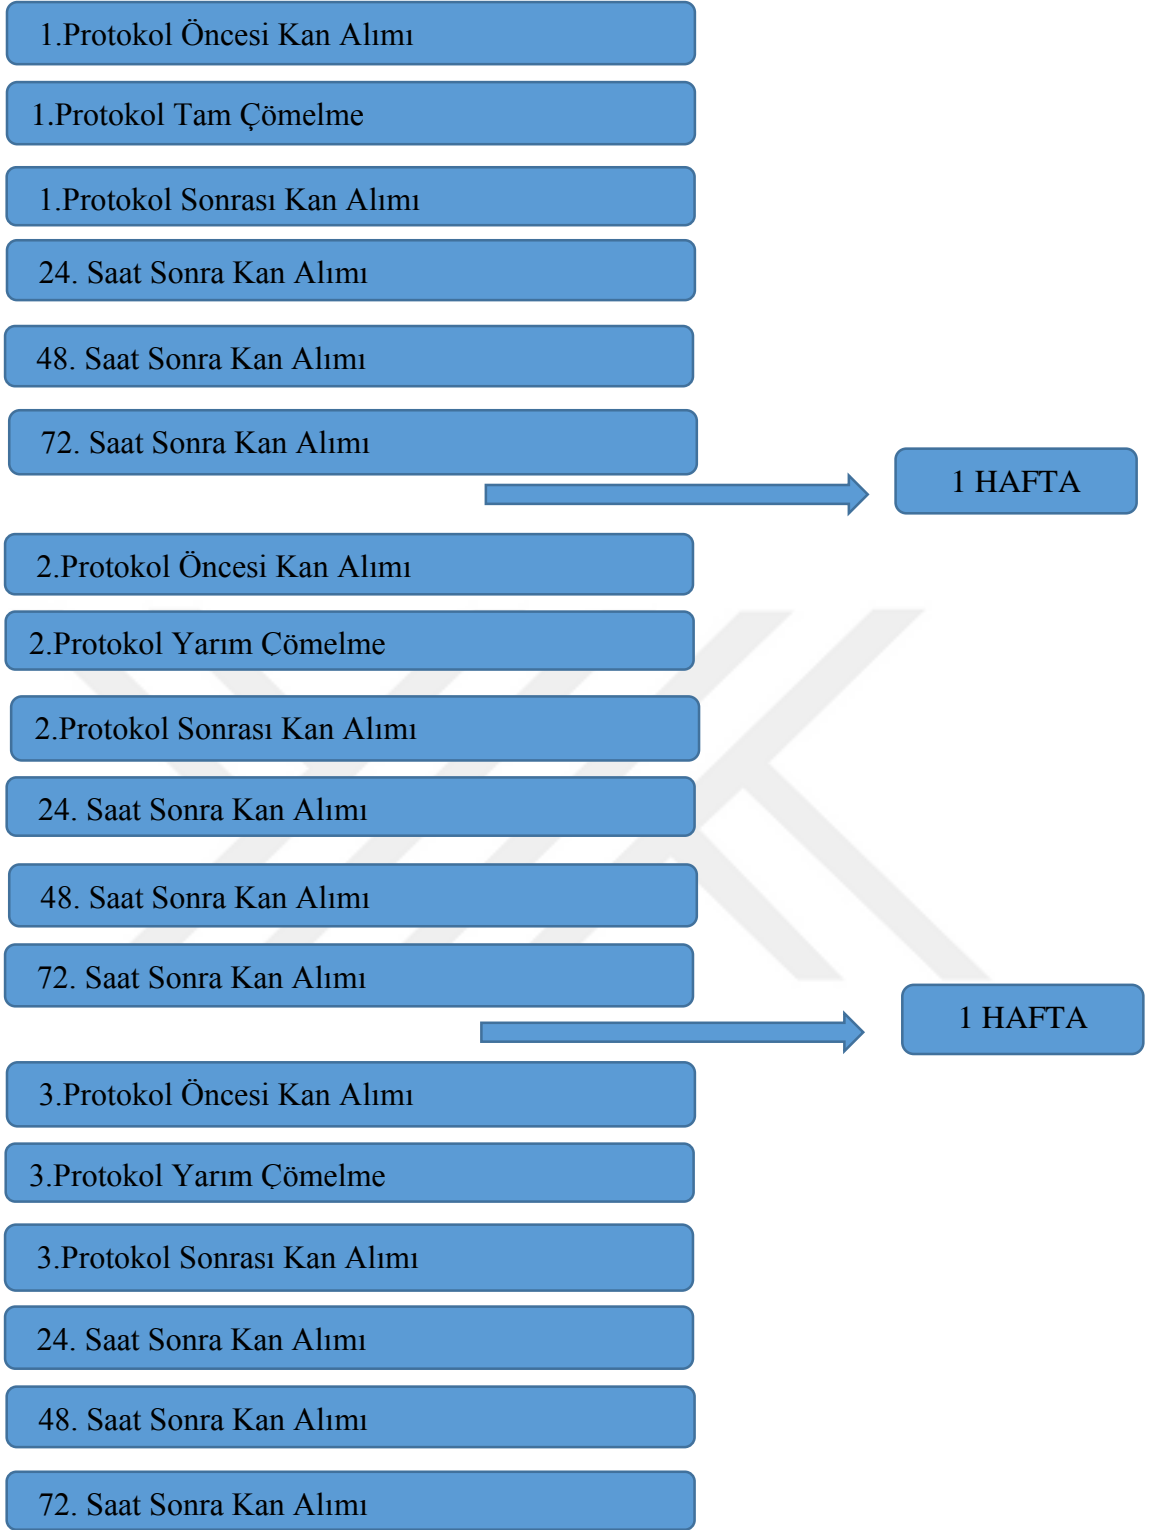 1.Protokol Öncesi Kan Alımı
1.Protokol Tam Çömelme
1.Protokol Sonrası Kan Alımı
24. Saat Sonra Kan Alımı
48. Saat Sonra Kan Alımı
72. Saat Sonra Kan Alımı
1 HAFTA
2.Protokol Öncesi Kan Alımı
2.Protokol Yarım Çömelme
2.Protokol Sonrası Kan Alımı
24. Saat Sonra Kan Alımı
48. Saat Sonra Kan Alımı
72. Saat Sonra Kan Alımı
1 HAFTA
3.Protokol Öncesi Kan Alımı
3.Protokol Yarım Çömelme
3.Protokol Sonrası Kan Alımı
24. Saat Sonra Kan Alımı
48. Saat Sonra Kan Alımı
72. Saat Sonra Kan Alımı